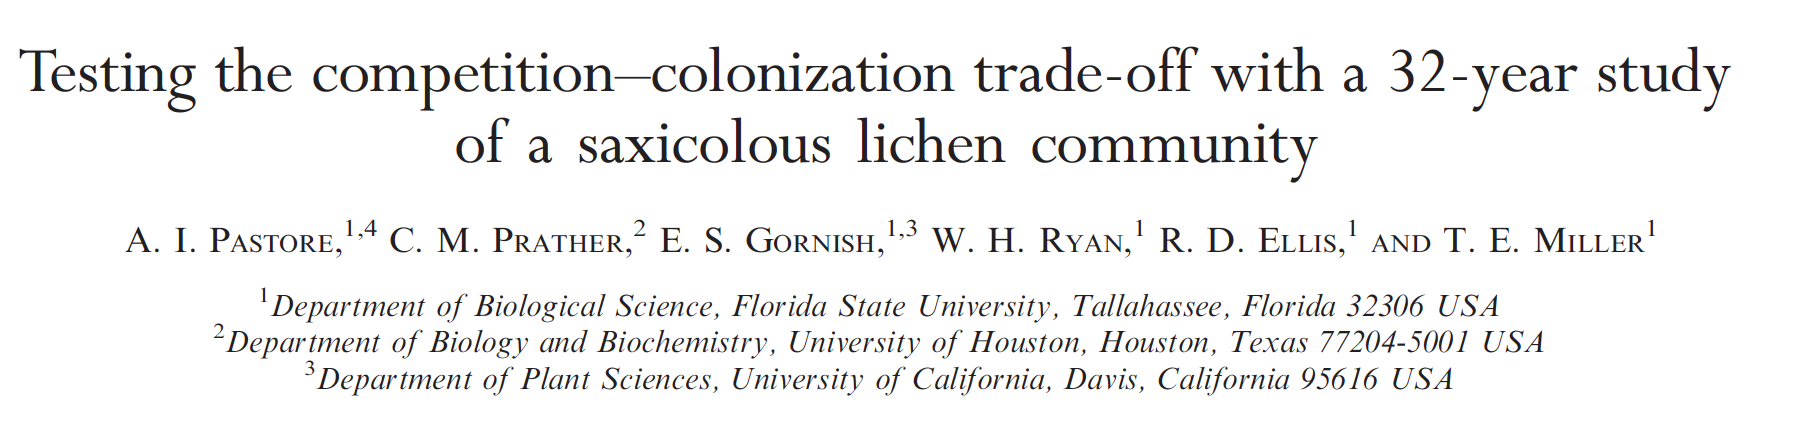 Testing the competition–colonization trade-off with a 32-year study
of a saxicolous lichen community
A. I. Pastore,1,4 C. M. Prather,2 E. S. Gornish,1,3 W. H. Ryan,1 R. D. Ellis,1 and T. E. Miller1
1Department of Biological Science, Florida State University, Tallahassee, Florida 32306 USA
2Department of Biology and Biochemistry, University of Houston, Houston, Texas 77204-5001 USA
3Department of Plant Sciences, University of California, Davis, California 95616 USA